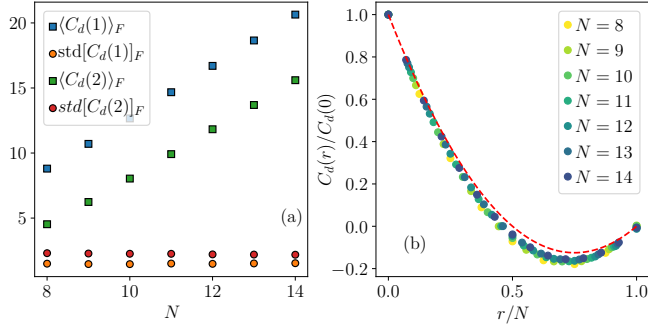 20
15
10
5
8
10
12
14
N
⟨C_d(1)⟩_F
std[C_d(1)]_F
⟨C_d(2)⟩_F
std[C_d(2)]_F
(a)
C_d(r)/C_d(0)
1.0
0.8
0.6
0.4
0.2
0.0
−0.2
0.0
0.5
1.0
r/N
N = 8
N = 9
N = 10
N = 11
N = 12
N = 13
N = 14
(b)